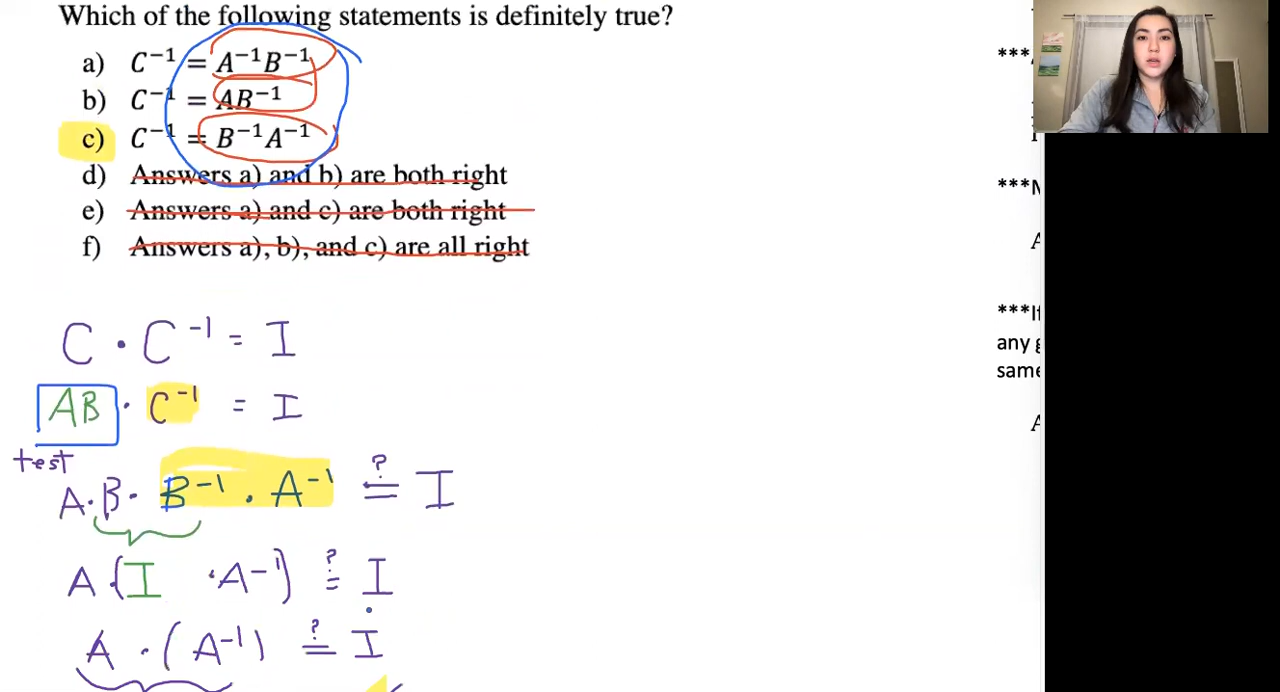 Which of the following statements is definitely true?
a) C⁻¹ = A⁻¹B⁻¹
b) C⁻¹ = AB⁻¹
c) C⁻¹ = B⁻¹A⁻¹
d) Answers a) and b) are both right
e) Answers a) and c) are both right
f) Answers a), b), and c) are all right
C · C⁻¹ = I
AB · C⁻¹ = I
test
A · B · B⁻¹ · A⁻¹ ≟ I
A · (I · A⁻¹) ≟ I
A · (A⁻¹) ≟ I
***
***M
A
***I
any g
same
A